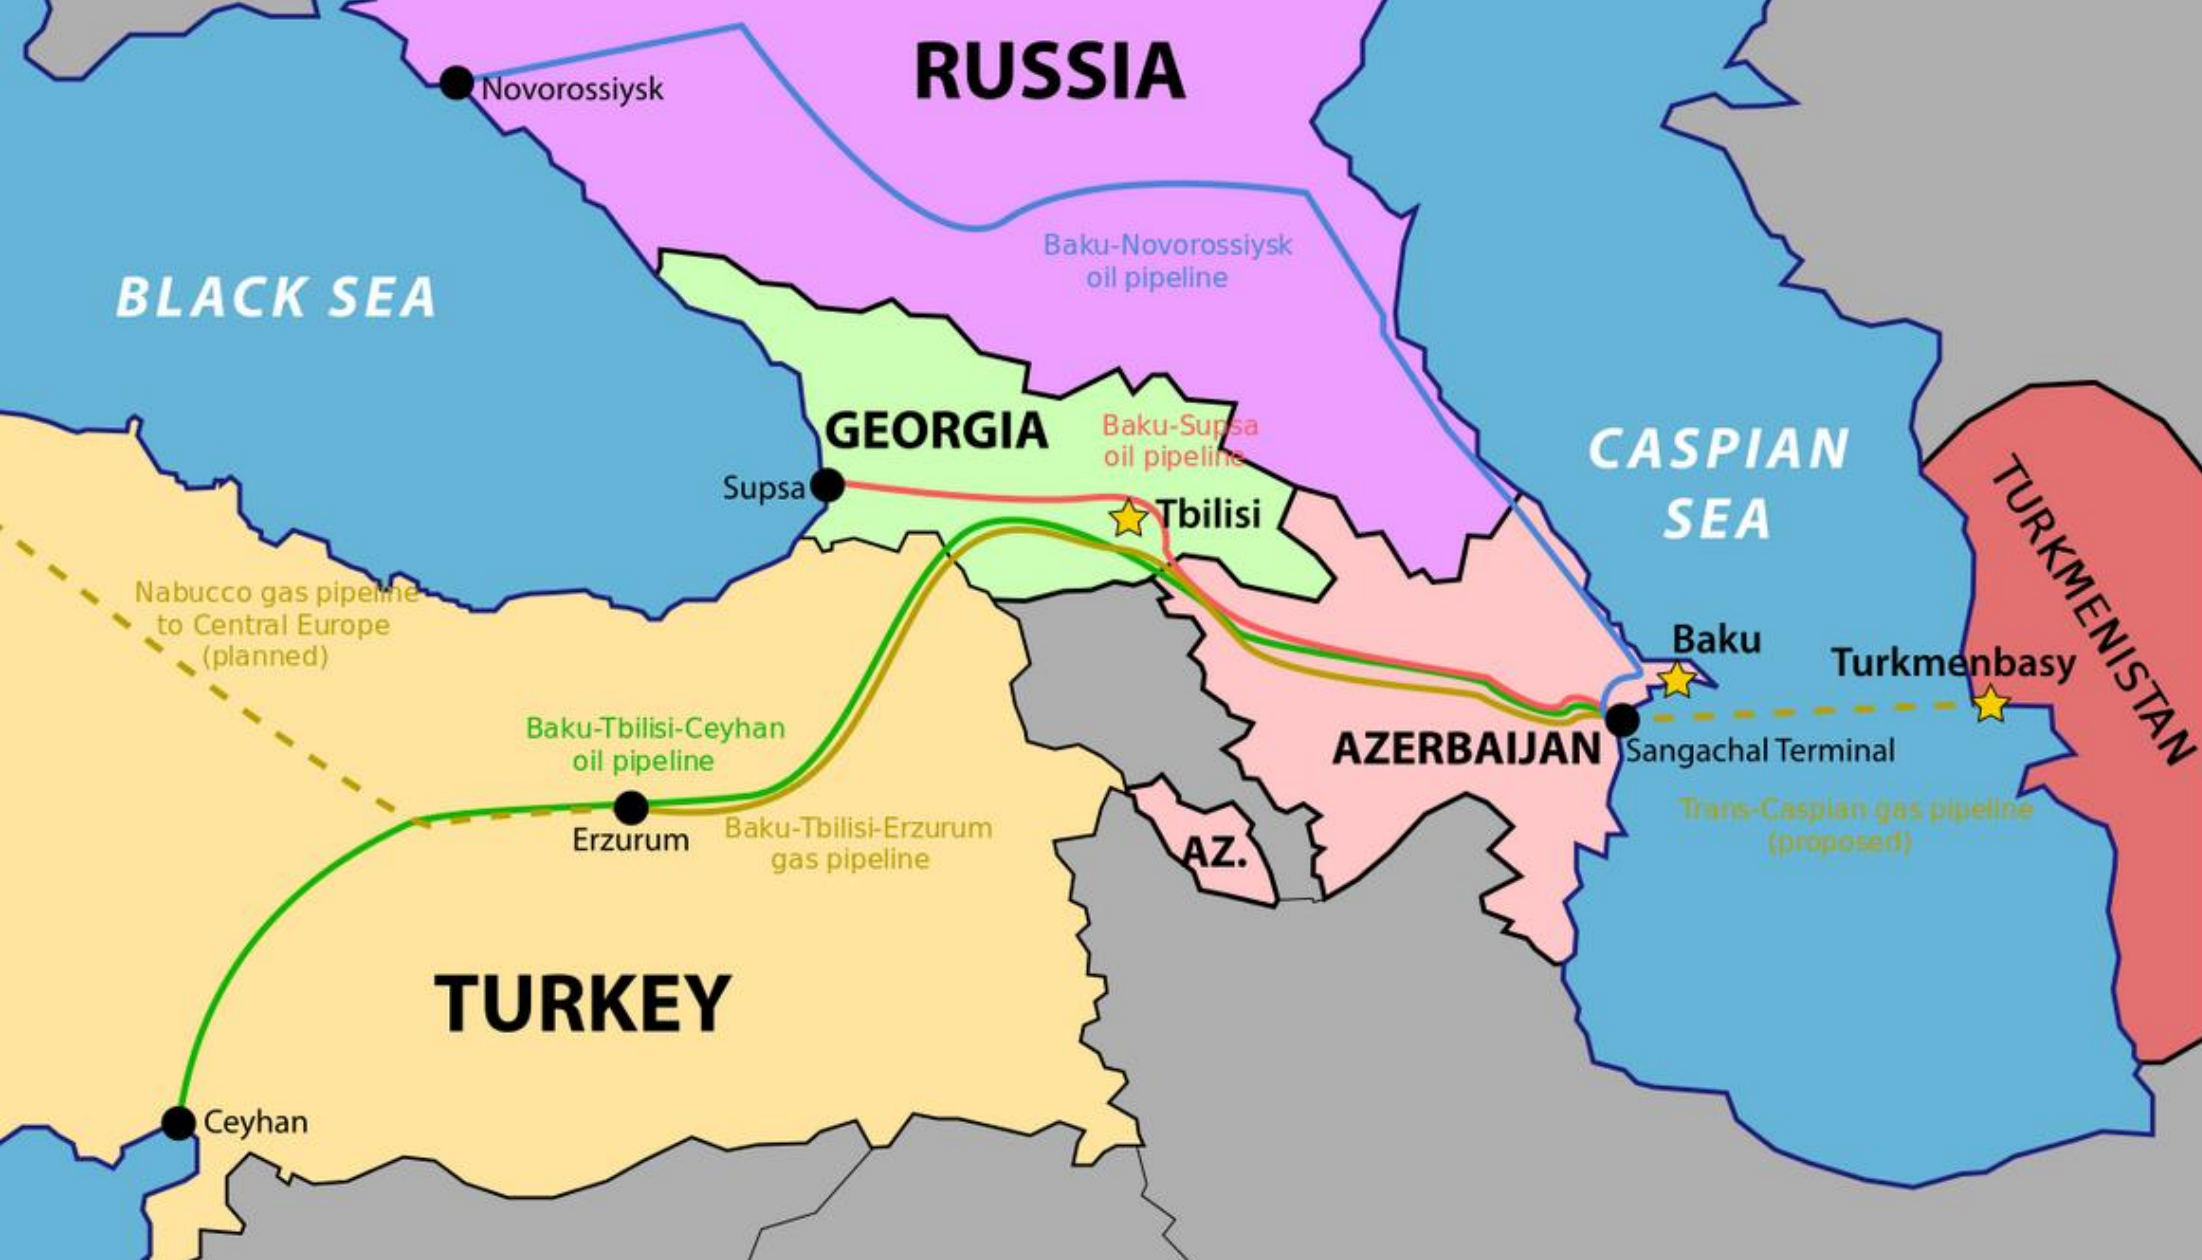 RUSSIA
Novorossiysk
Baku-Novorossiysk
oil pipeline
BLACK SEA
GEORGIA
Baku-Supsa
oil pipeline
CASPIAN
SEA
Supsa
Tbilisi
TURKMENISTAN
Nabucco gas pipeline
to Central Europe
(planned)
Baku
Turkmenbasy
Baku-Tbilisi-Ceyhan
oil pipeline
AZERBAIJAN
Sangachal Terminal
Erzurum
Baku-Tbilisi-Erzurum
gas pipeline
Trans-Caspian gas pipeline
(proposed)
AZ.
TURKEY
Ceyhan